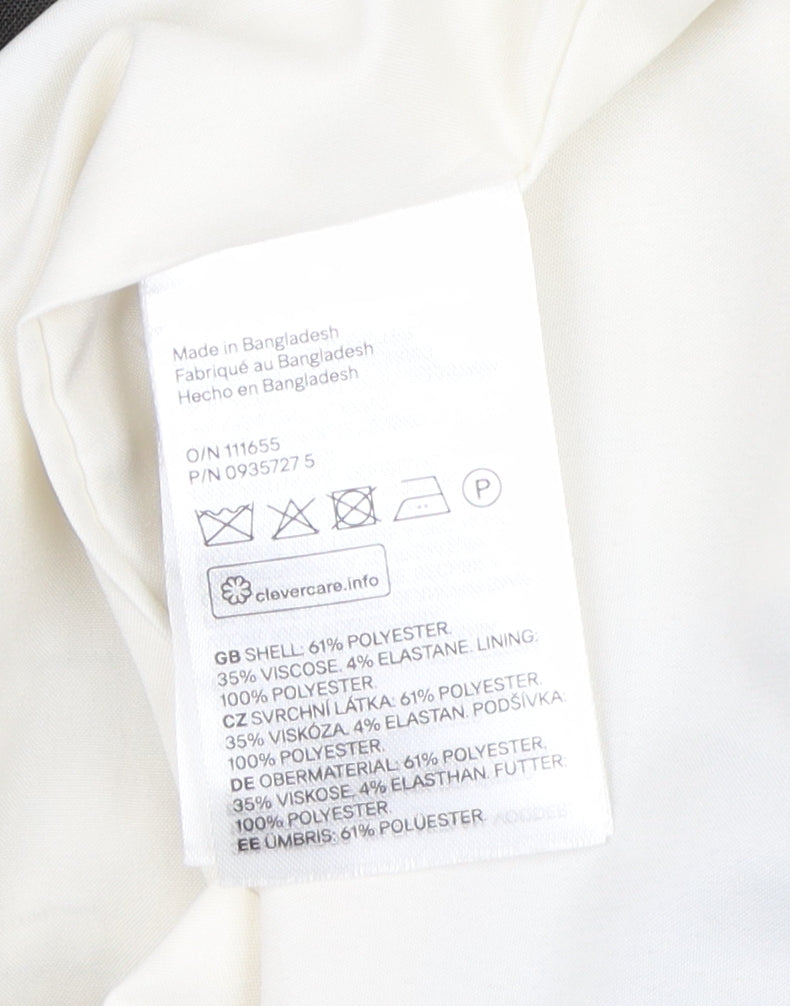 Made in Bangladesh
Fabriqué au Bangladesh
Hecho en Bangladesh
O/N 111655
P/N 0935727 5
P
clevercare.info
GB SHELL: 61% POLYESTER,
35% VISCOSE, 4% ELASTANE. LINING:
100% POLYESTER.
CZ SVRCHNÍ LÁTKA: 61% POLYESTER,
35% VISKÓZA, 4% ELASTAN. PODŠÍVKA:
100% POLYESTER.
DE OBERMATERIAL: 61% POLYESTER,
35% VISKOSE, 4% ELASTHAN. FUTTER:
100% POLYESTER.
EE ÜMBRIS: 61% POLÜESTER,